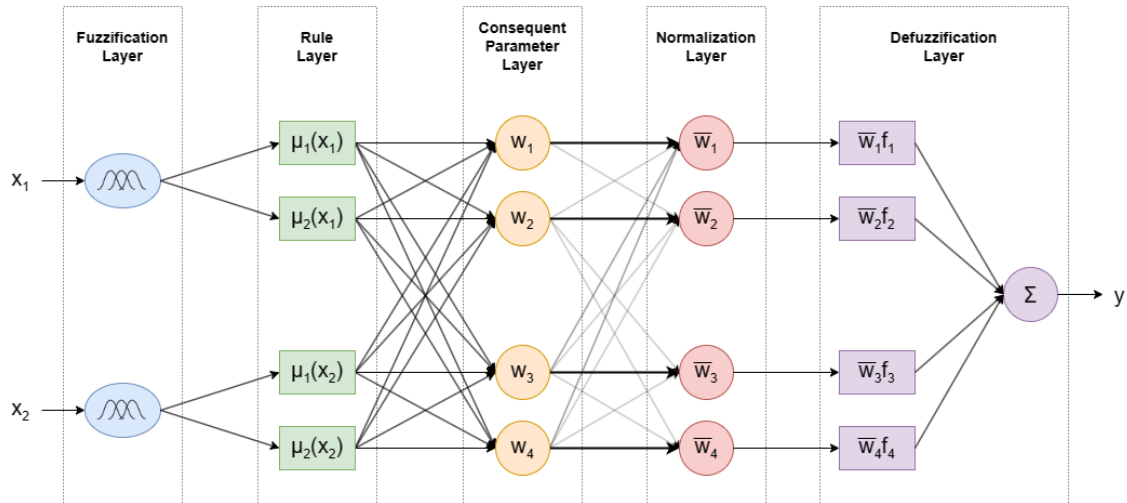 Fuzzification
Layer
Rule
Layer
Consequent
Parameter
Layer
Normalization
Layer
Defuzzification
Layer
x₁
μ₁(x₁)
μ₂(x₁)
w₁
w₂
w̅₁
w̅₂
w̅₁f₁
w̅₂f₂
Σ
y
x₂
μ₁(x₂)
μ₂(x₂)
w₃
w₄
w̅₃
w̅₄
w̅₃f₃
w̅₄f₄